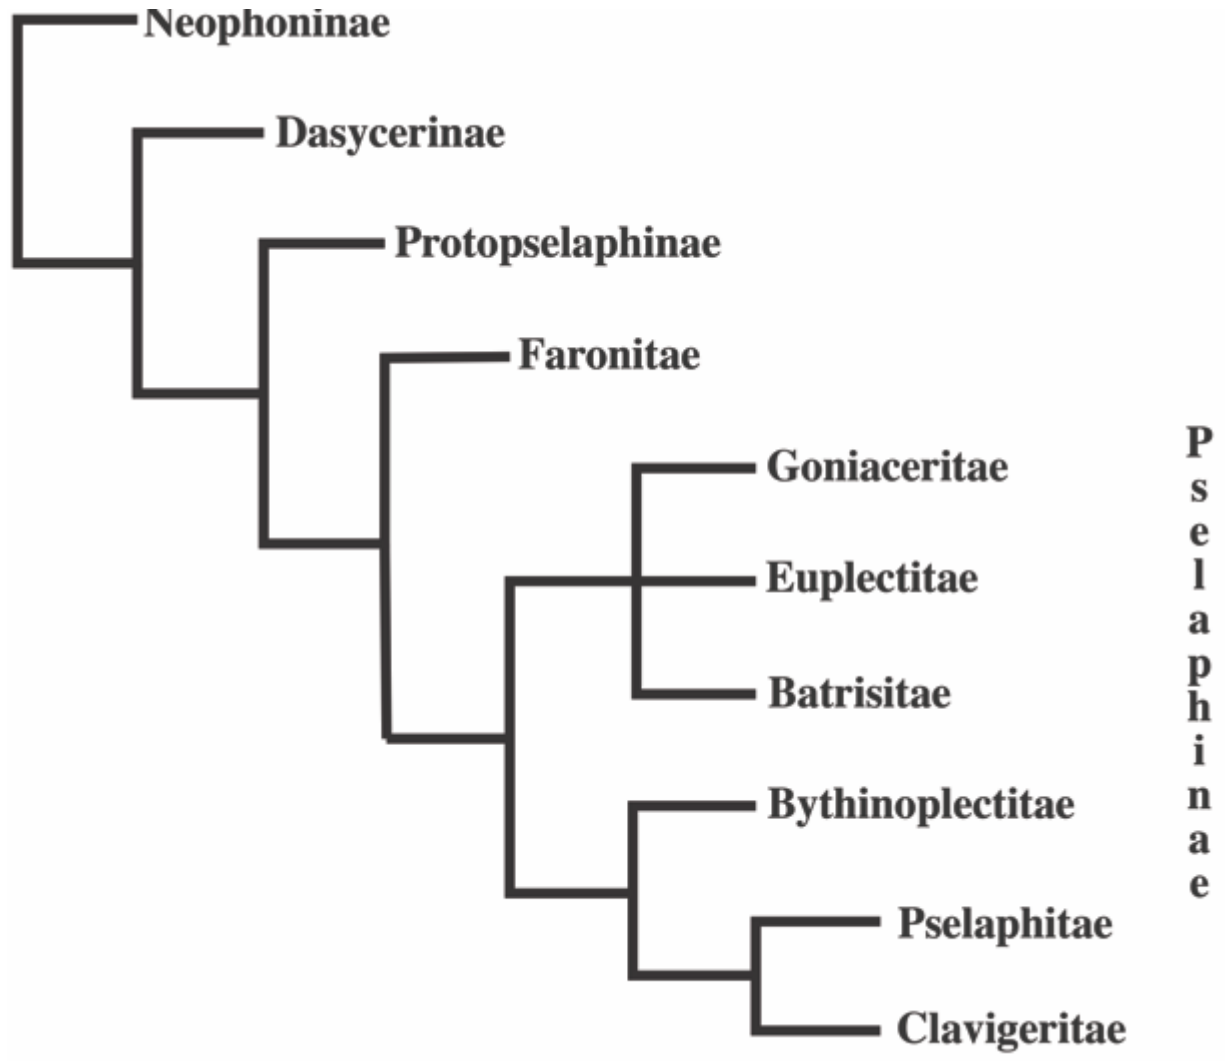 Neophoninae
Dasycerinae
Protopselaphinae
Faronitae
Goniaceritae
Euplectitae
Batrisitae
Bythinoplectitae
Pselaphitae
Clavigeritae
Pselaphinae